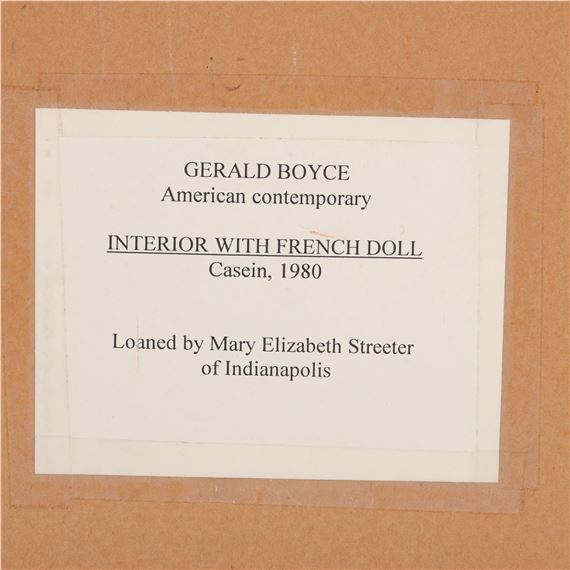 GERALD BOYCE
American contemporary
INTERIOR WITH FRENCH DOLL
Casein, 1980
Loaned by Mary Elizabeth Streeter
of Indianapolis